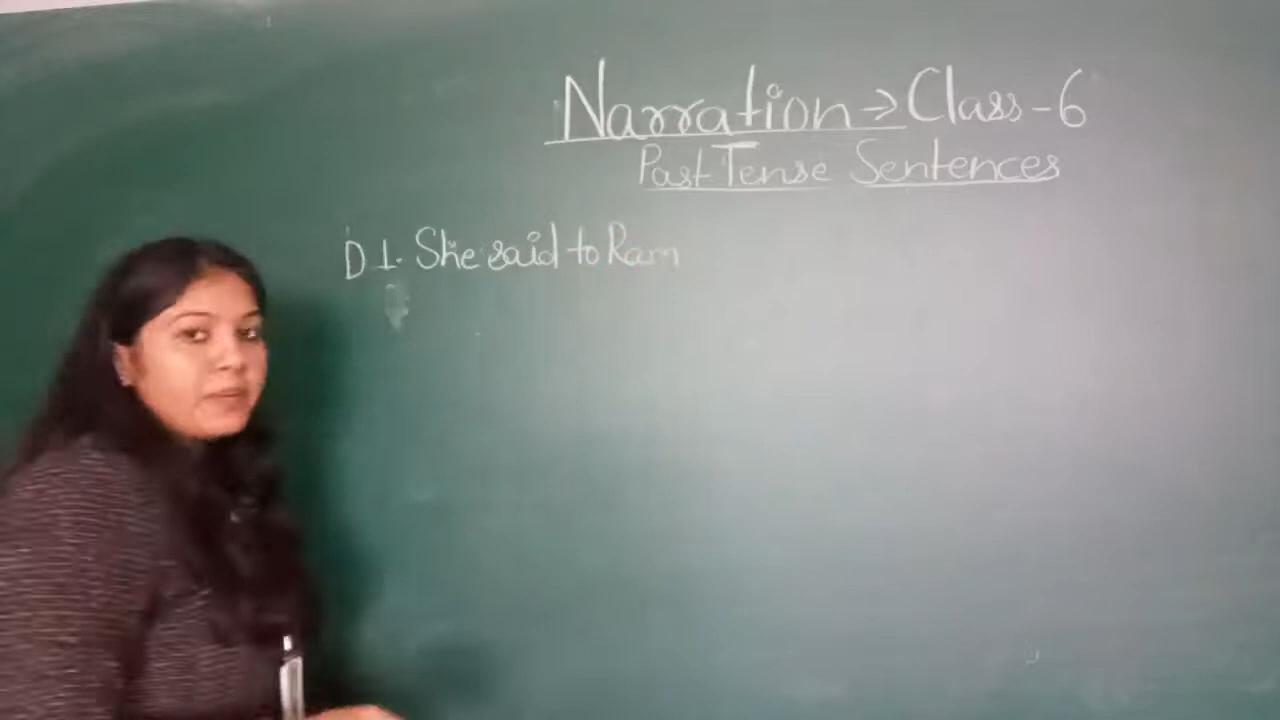 Narration → Class-6
Past Tense Sentences
D 1. She said to Ram